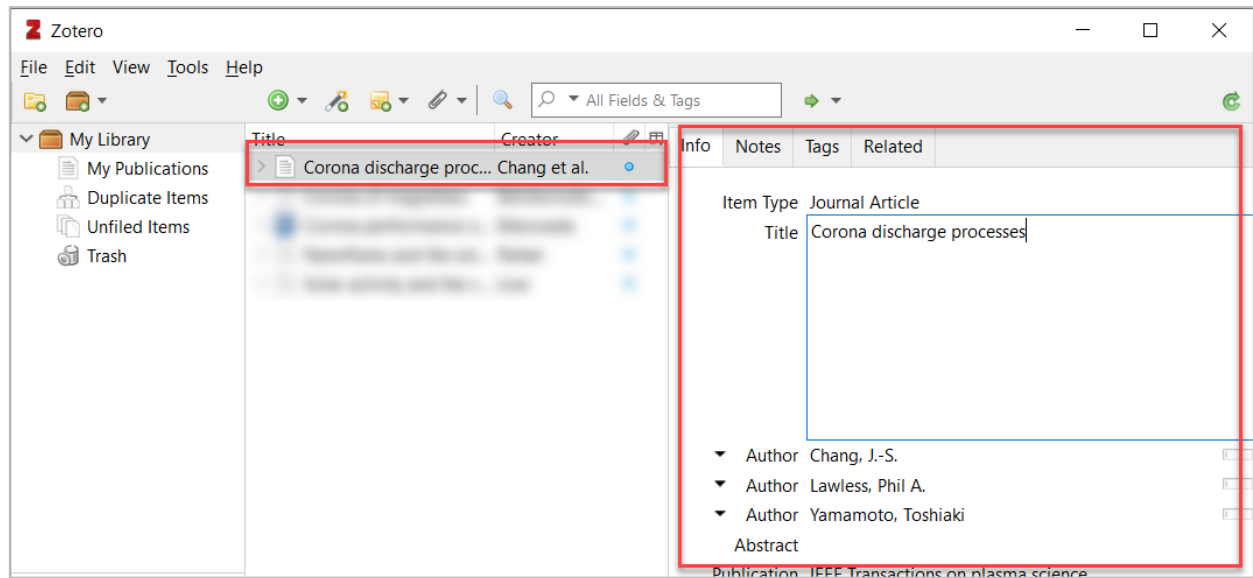 Zotero
File Edit View Tools Help
All Fields & Tags
My Library
My Publications
Duplicate Items
Unfiled Items
Trash
Title Creator
Corona discharge proc... Chang et al.
Info Notes Tags Related
Item Type Journal Article
Title Corona discharge processes
Author Chang, J.-S.
Author Lawless, Phil A.
Author Yamamoto, Toshiaki
Abstract
Publication IEEE Transactions on plasma science